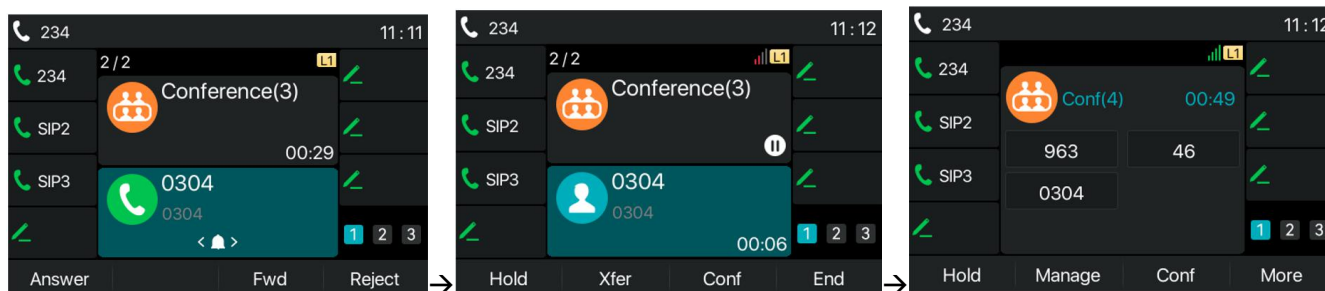 234 11:11
2/2 L1
234
Conference(3)
SIP2
00:29
SIP3
0304
0304
1 2 3
Answer Fwd Reject
→
234 11:12
2/2 L1
234
Conference(3)
SIP2
SIP3
0304
0304
00:06
1 2 3
Hold Xfer Conf End
→
234 11:12
L1
234
Conf(4) 00:49
SIP2
963 46
SIP3
0304
1 2 3
Hold Manage Conf More